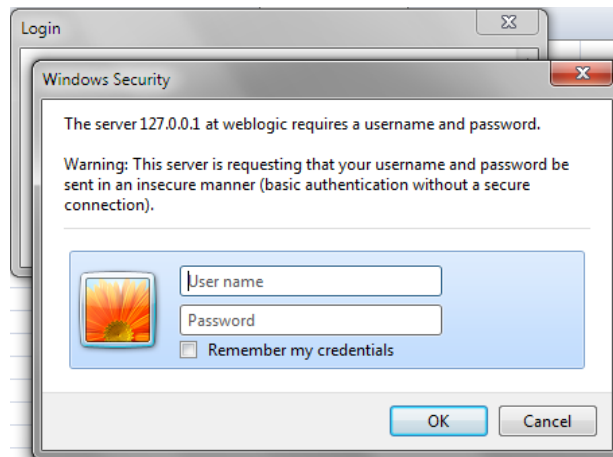 Login
Windows Security
The server 127.0.0.1 at weblogic requires a username and password.
Warning: This server is requesting that your username and password be
sent in an insecure manner (basic authentication without a secure
connection).
User name
Password
Remember my credentials
OK
Cancel